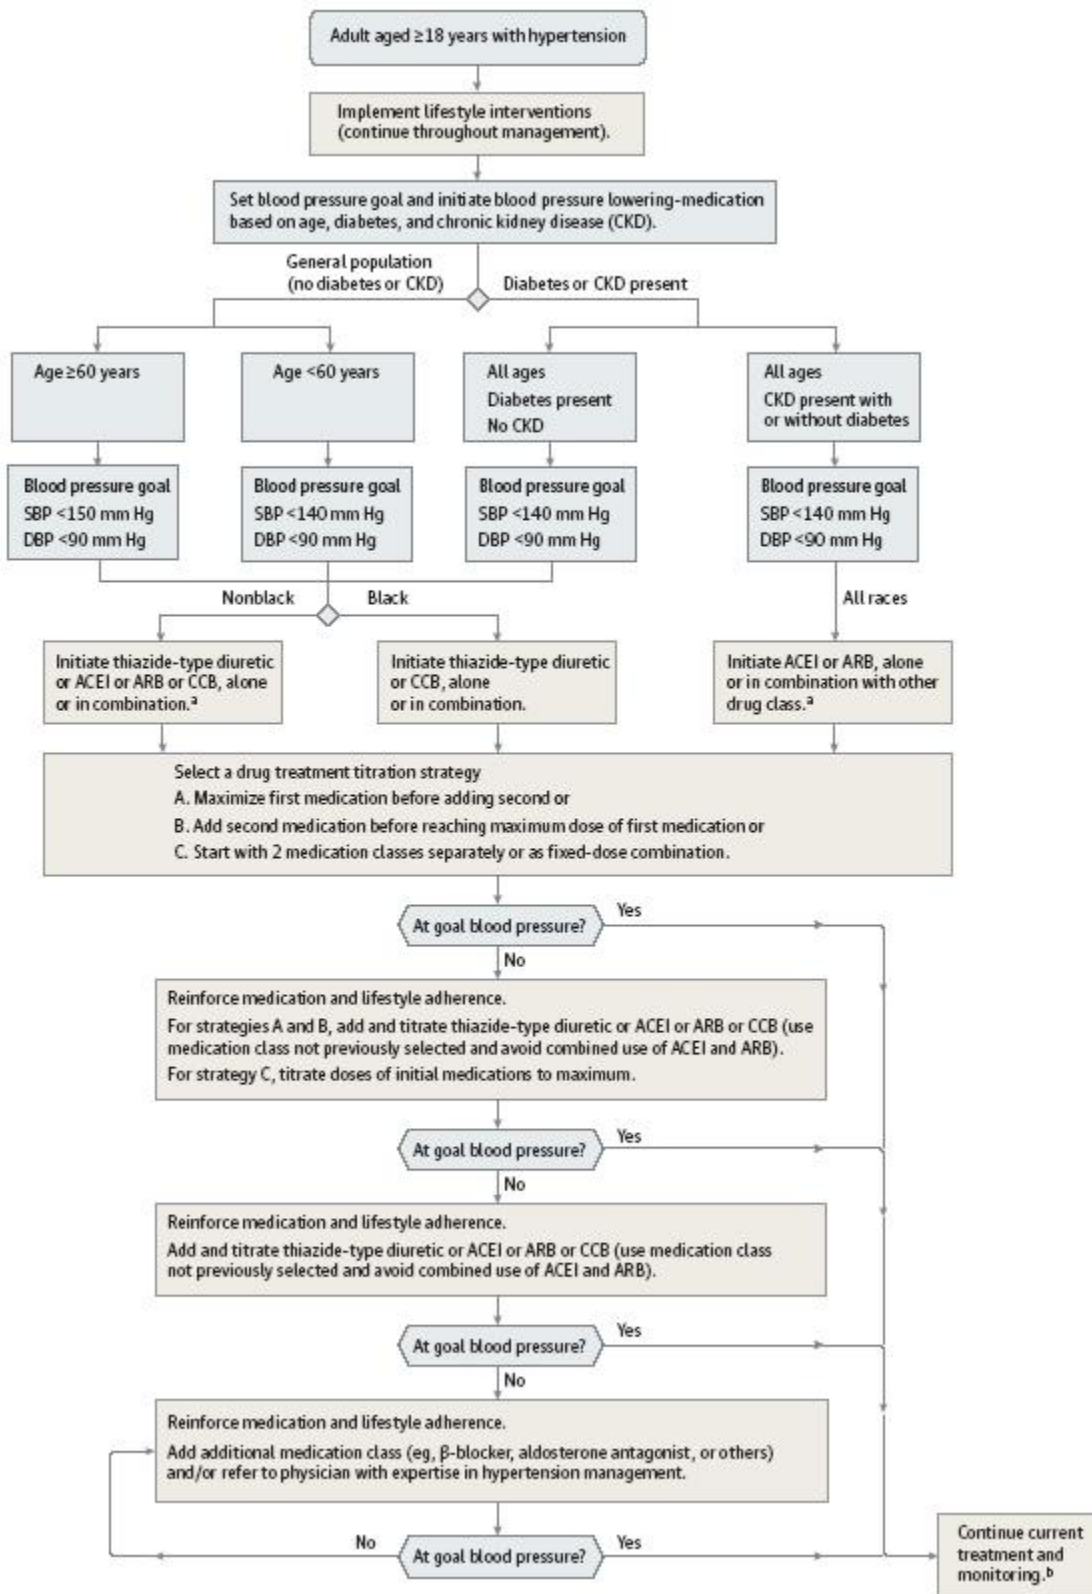 Adult aged ≥18 years with hypertension
Implement lifestyle interventions
(continue throughout management).
Set blood pressure goal and initiate blood pressure lowering-medication
based on age, diabetes, and chronic kidney disease (CKD).
General population
(no diabetes or CKD)
Diabetes or CKD present
Age ≥60 years
Age <60 years
All ages
Diabetes present
No CKD
All ages
CKD present with
or without diabetes
Blood pressure goal
SBP <150 mm Hg
DBP <90 mm Hg
Blood pressure goal
SBP <140 mm Hg
DBP <90 mm Hg
Blood pressure goal
SBP <140 mm Hg
DBP <90 mm Hg
Blood pressure goal
SBP <140 mm Hg
DBP <90 mm Hg
Nonblack
Black
All races
Initiate thiazide-type diuretic
or ACEI or ARB or CCB, alone
or in combination.ª
Initiate thiazide-type diuretic
or CCB, alone
or in combination.
Initiate ACEI or ARB, alone
or in combination with other
drug class.ª
Select a drug treatment titration strategy
A. Maximize first medication before adding second or
B. Add second medication before reaching maximum dose of first medication or
C. Start with 2 medication classes separately or as fixed-dose combination.
At goal blood pressure?
Yes
No
Reinforce medication and lifestyle adherence.
For strategies A and B, add and titrate thiazide-type diuretic or ACEI or ARB or CCB (use
medication class not previously selected and avoid combined use of ACEI and ARB).
For strategy C, titrate doses of initial medications to maximum.
At goal blood pressure?
Yes
No
Reinforce medication and lifestyle adherence.
Add and titrate thiazide-type diuretic or ACEI or ARB or CCB (use medication class
not previously selected and avoid combined use of ACEI and ARB).
At goal blood pressure?
Yes
No
Reinforce medication and lifestyle adherence.
Add additional medication class (eg, β-blocker, aldosterone antagonist, or others)
and/or refer to physician with expertise in hypertension management.
No
At goal blood pressure?
Yes
Continue current
treatment and
monitoring.ᵇ